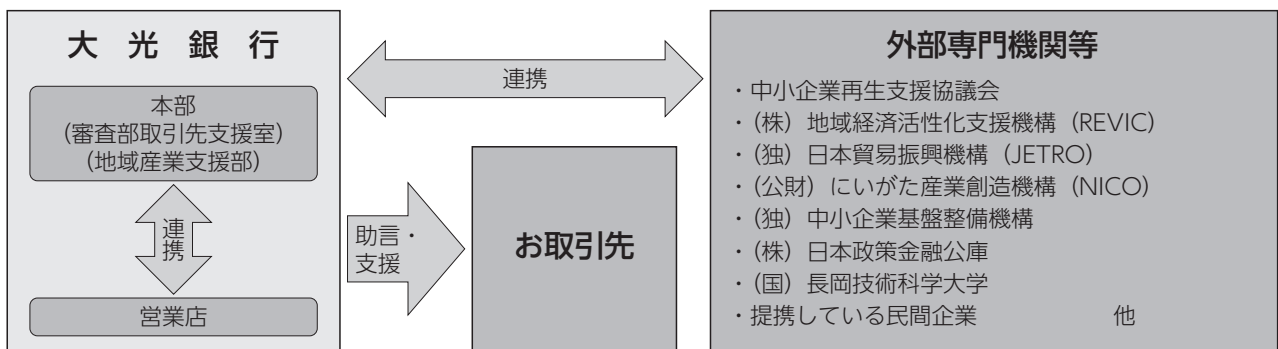 大光銀行
本部
（審査部取引先支援室）
（地域産業支援部）
連携
営業店
連携
助言・
支援
お取引先
外部専門機関等
・中小企業再生支援協議会
・（株）地域経済活性化支援機構（REVIC）
・（独）日本貿易振興機構（JETRO）
・（公財）にいがた産業創造機構（NICO）
・（独）中小企業基盤整備機構
・（株）日本政策金融公庫
・（国）長岡技術科学大学
・提携している民間企業　他